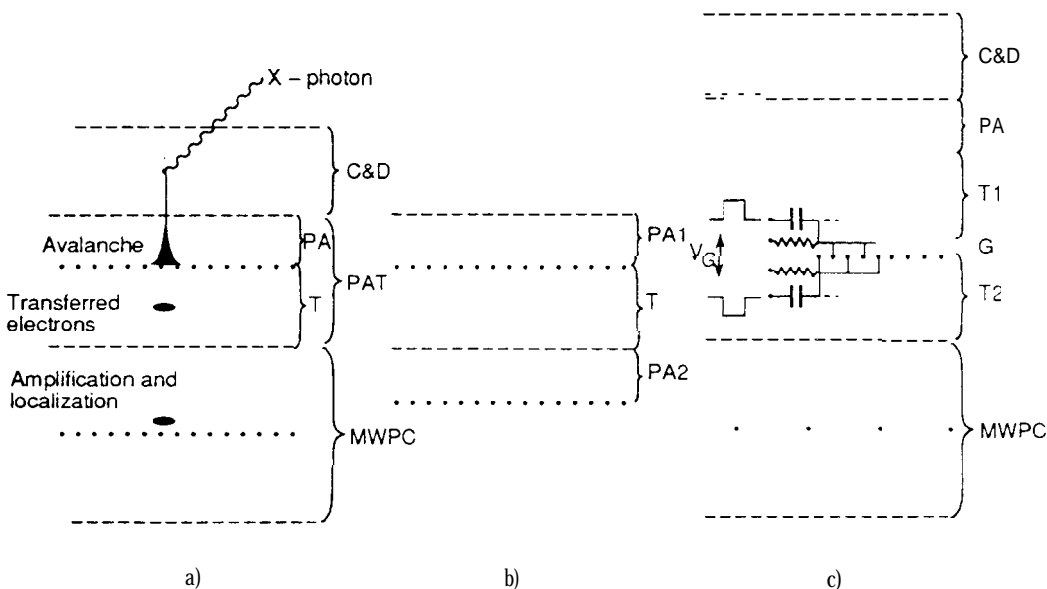 X – photon
C&D
Avalanche
PA
PAT
Transferred
electrons
T
Amplification and
localization
MWPC
a)
PA1
T
PA2
b)
C&D
PA
T1
V_G
G
T2
MWPC
c)